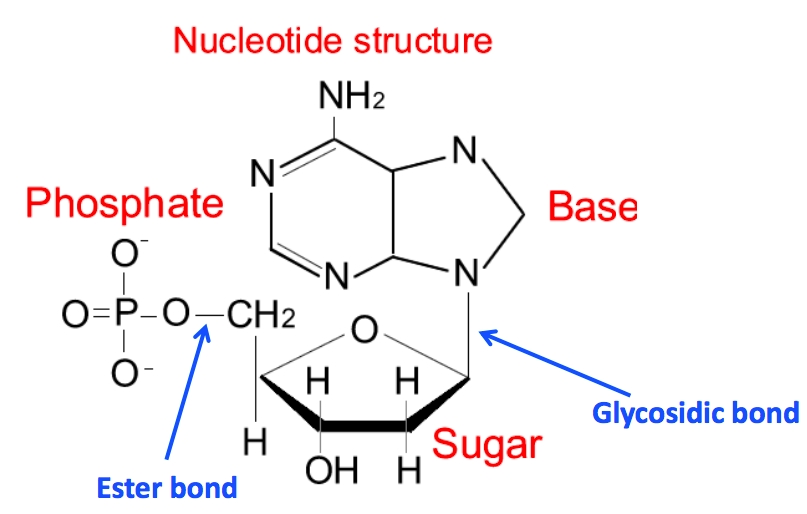 Nucleotide structure
NH2
N
N
Phosphate
Base
O-
N
N
O=P-O-CH2
O
O-
H
H
Glycosidic bond
H
Sugar
OH
H
Ester bond